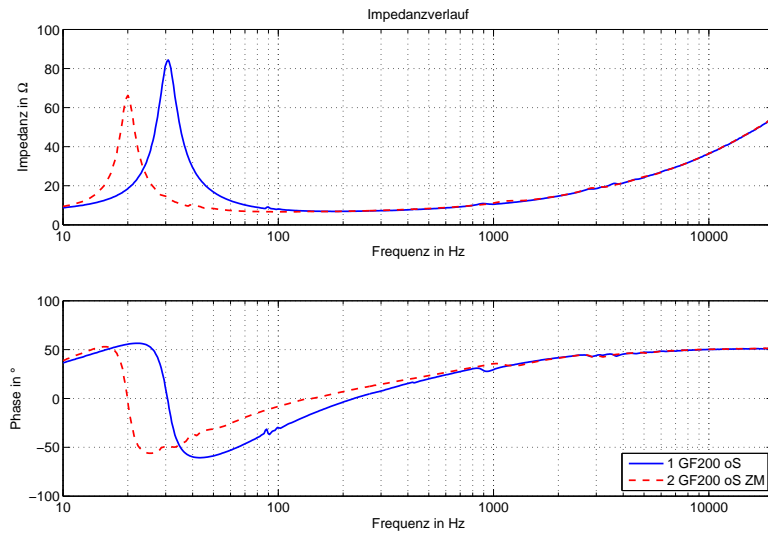 Impedanzverlauf
Impedanz in Ω
100
80
60
40
20
0
10
100
1000
10000
Frequenz in Hz
Phase in °
100
50
0
−50
−100
10
100
1000
10000
Frequenz in Hz
1 GF200 oS
2 GF200 oS ZM